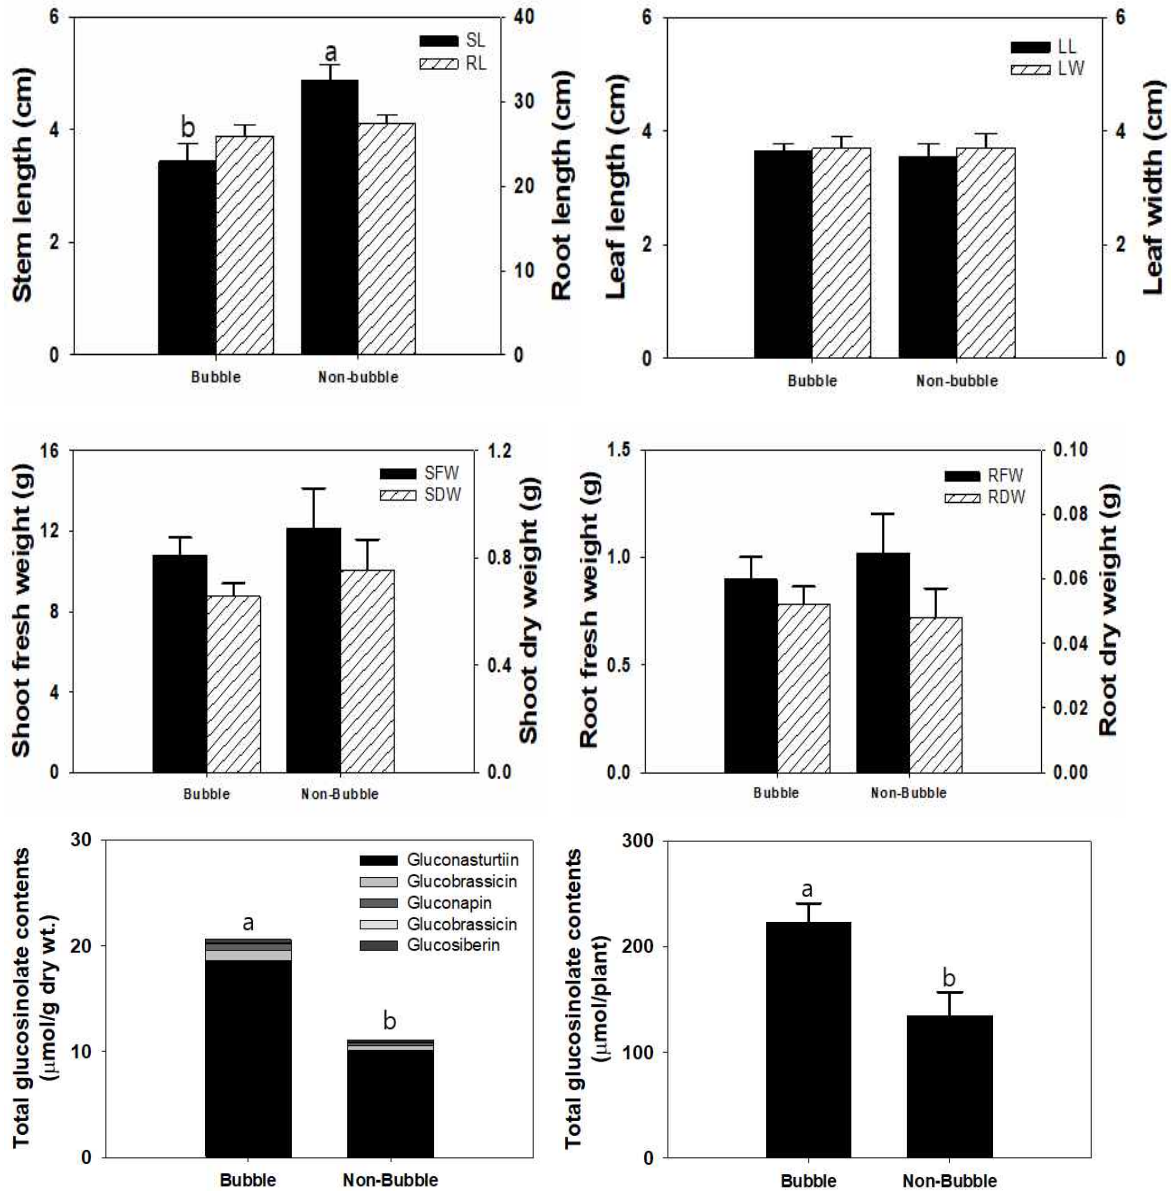 6
4
2
0
Stem length (cm)
b
a
SL
RL
40
30
20
10
0
Root length (cm)
Bubble
Non-bubble
6
4
2
0
Leaf length (cm)
LL
LW
6
4
2
0
Leaf width (cm)
Bubble
Non-bubble
16
12
8
4
0
Shoot fresh weight (g)
SFW
SDW
1.2
0.8
0.4
0.0
Shoot dry weight (g)
Bubble
Non-Bubble
1.5
1.0
0.5
0.0
Root fresh weight (g)
RFW
RDW
0.10
0.08
0.06
0.04
0.02
0.00
Root dry weight (g)
Bubble
Non-Bubble
30
20
10
0
Total glucosinolate contents
(μmol/g dry wt.)
a
b
Gluconasturtiin
Glucobrassicin
Gluconapin
Glucobrassicin
Glucosiberin
Bubble
Non-Bubble
300
200
100
0
Total glucosinolate contents
(μmol/plant)
a
b
Bubble
Non-Bubble